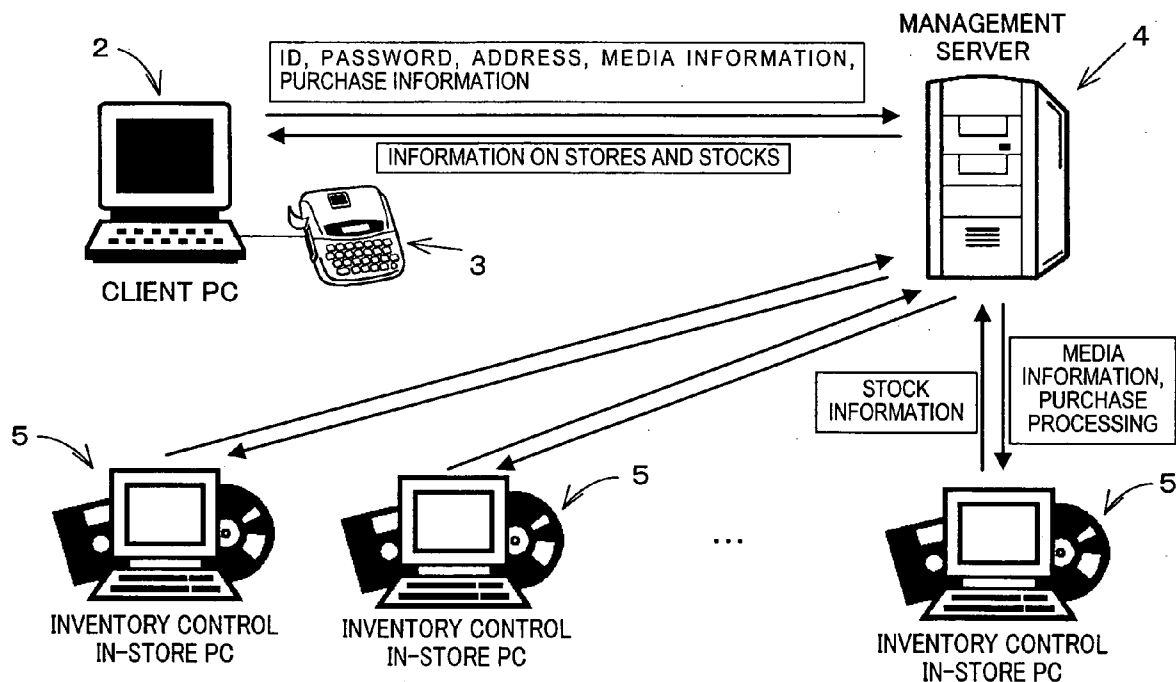 2
ID, PASSWORD, ADDRESS, MEDIA INFORMATION,
PURCHASE INFORMATION
MANAGEMENT
SERVER
4
INFORMATION ON STORES AND STOCKS
3
CLIENT PC
STOCK
INFORMATION
MEDIA
INFORMATION,
PURCHASE
PROCESSING
5
5
5
...
INVENTORY CONTROL
IN-STORE PC
INVENTORY CONTROL
IN-STORE PC
INVENTORY CONTROL
IN-STORE PC